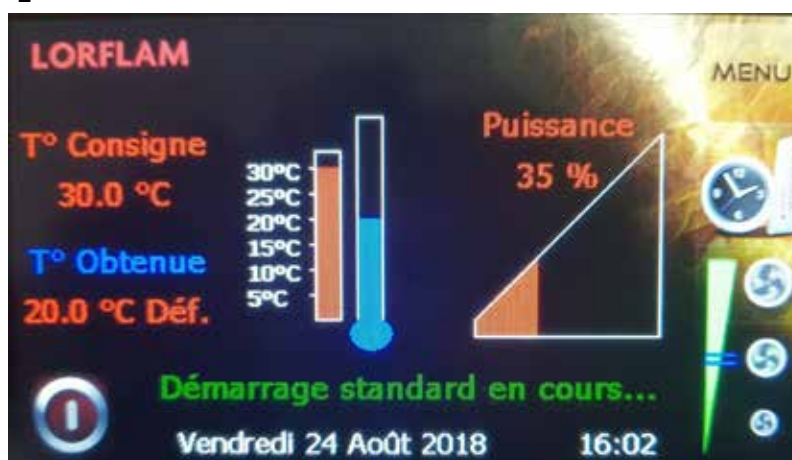 LORFLAM
MENU
T° Consigne
30.0 °C
T° Obtenue
20.0 °C Déf.
30°C
25°C
20°C
15°C
10°C
5°C
Puissance
35 %
Démarrage standard en cours...
Vendredi 24 Août 2018 16:02